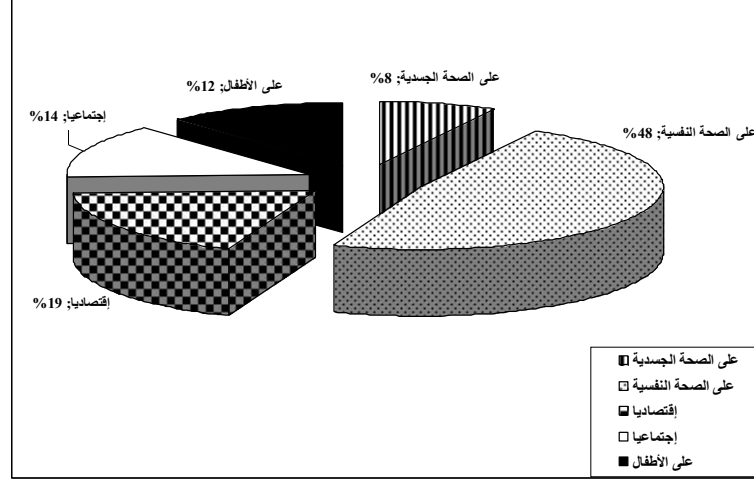 على الصحة الجسدية; 8%
على الأطفال; 12%
إجتماعيا; 14%
على الصحة النفسية; 48%
إقتصاديا; 19%
على الصحة الجسدية
على الصحة النفسية
إقتصاديا
إجتماعيا
على الأطفال